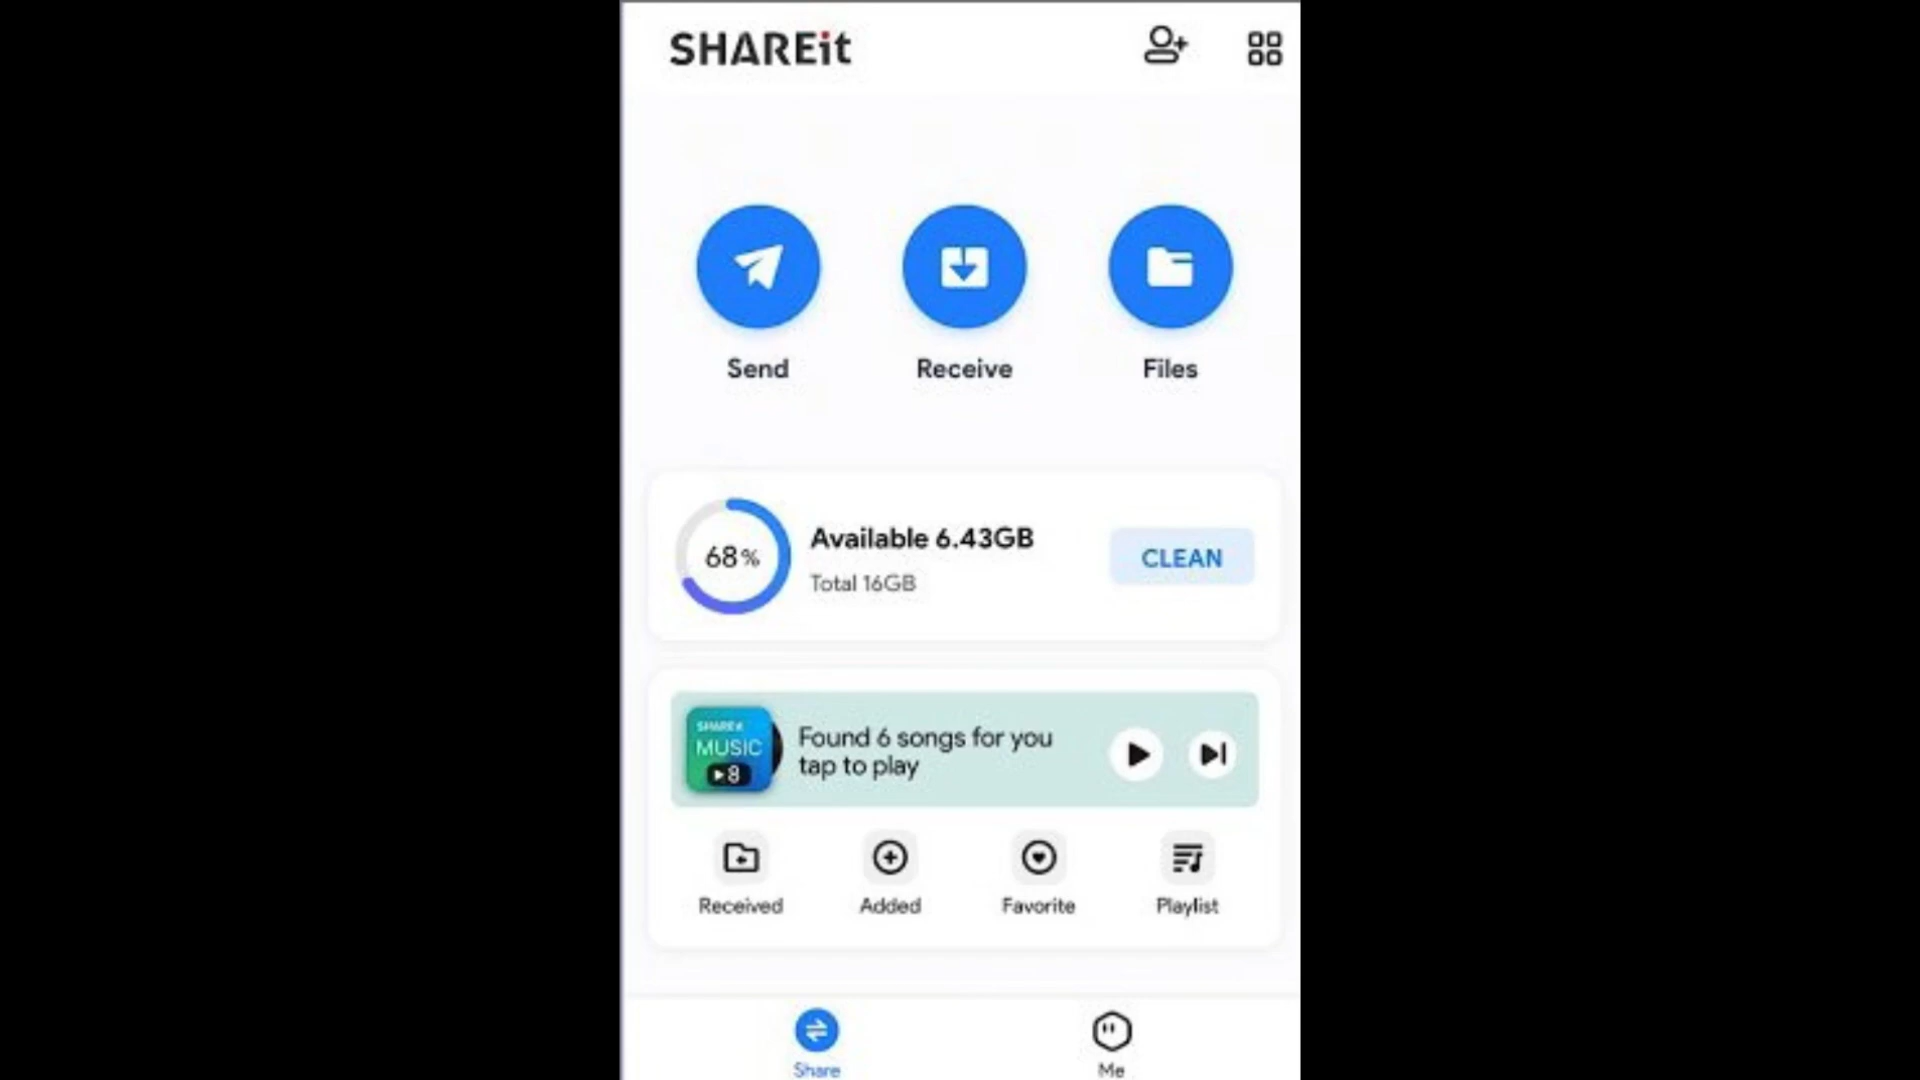 SHAREit
Send
Receive
Files
68%
Available 6.43GB
Total 16GB
CLEAN
SHAREit
MUSIC
8
Found 6 songs for you
tap to play
Received
Added
Favorite
Playlist
Share
Me